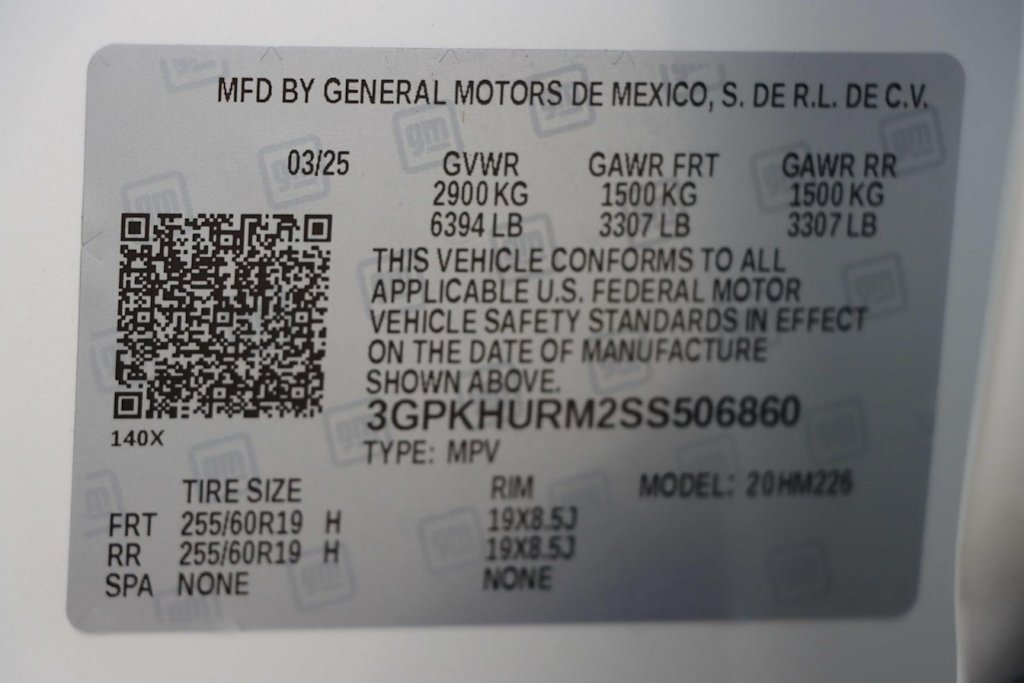 MFD BY GENERAL MOTORS DE MEXICO, S. DE R.L. DE C.V.
03/25 GVWR GAWR FRT GAWR RR
2900 KG 1500 KG 1500 KG
6394 LB 3307 LB 3307 LB
THIS VEHICLE CONFORMS TO ALL
APPLICABLE U.S. FEDERAL MOTOR
VEHICLE SAFETY STANDARDS IN EFFECT
ON THE DATE OF MANUFACTURE
SHOWN ABOVE.
3GPKHURM2SS506860
140X
TYPE: MPV
TIRE SIZE RIM MODEL: 20HM226
FRT 255/60R19 H 19X8.5J
RR 255/60R19 H 19X8.5J
SPA NONE NONE